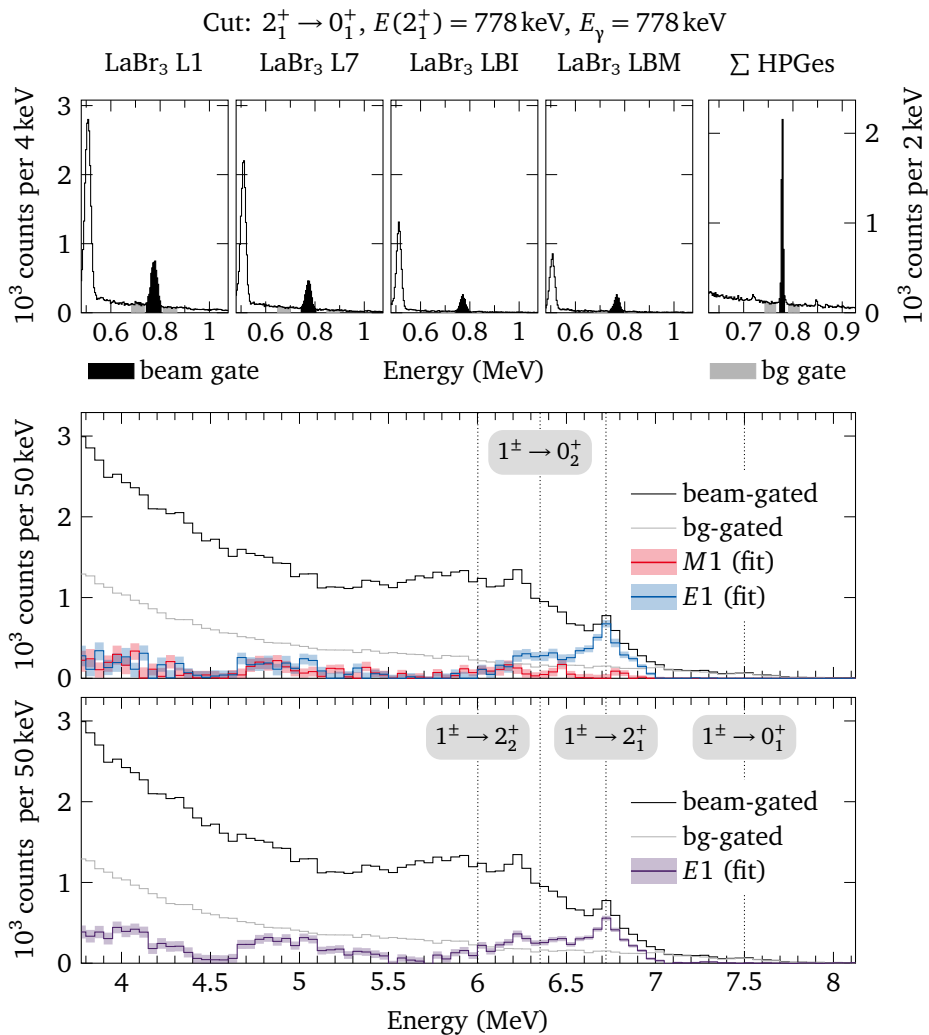 Cut: 2₁⁺ → 0₁⁺, E(2₁⁺) = 778 keV, Eᵧ = 778 keV
LaBr₃ L1 LaBr₃ L7 LaBr₃ LBI LaBr₃ LBM ∑ HPGes
10³ counts per 4 keV
3
2
1
0
2
1
0
10³ counts per 2 keV
0.6 0.8 1 0.6 0.8 1 0.6 0.8 1 0.6 0.8 1 0.7 0.8 0.9
beam gate Energy (MeV) bg gate
10³ counts per 50 keV
3
2
1
0
1^± → 0₂⁺
beam-gated
bg-gated
M1 (fit)
E1 (fit)
10³ counts per 50 keV
3
2
1
0
1^± → 2₂⁺ 1^± → 2₁⁺ 1^± → 0₁⁺
beam-gated
bg-gated
E1 (fit)
4 4.5 5 5.5 6 6.5 7 7.5 8
Energy (MeV)